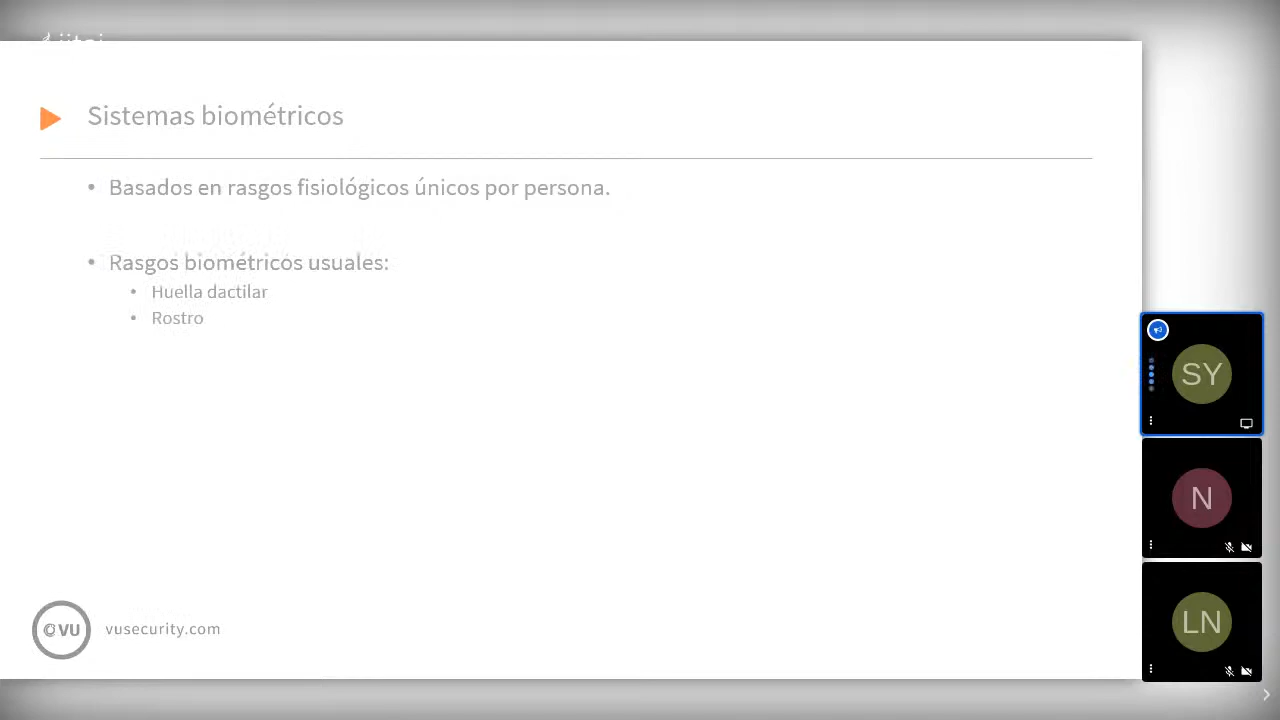 Sistemas biométricos
• Basados en rasgos fisiológicos únicos por persona.
• Rasgos biométricos usuales:
• Huella dactilar
• Rostro
VU
vusecurity.com
SY
N
LN